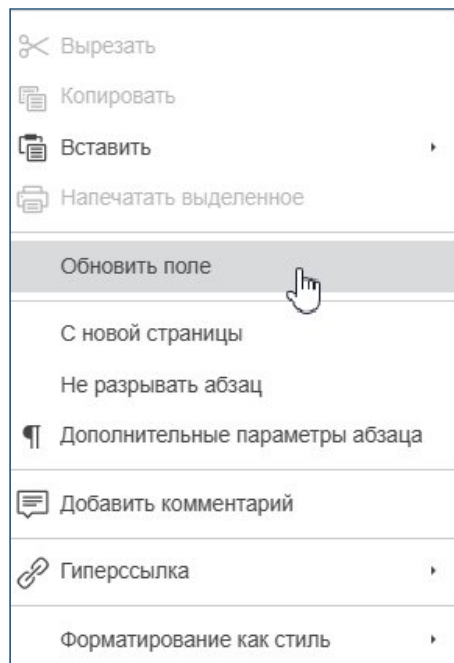 Вырезать
Копировать
Вставить
Напечатать выделенное
Обновить поле
С новой страницы
Не разрывать абзац
Дополнительные параметры абзаца
Добавить комментарий
Гиперссылка
Форматирование как стиль